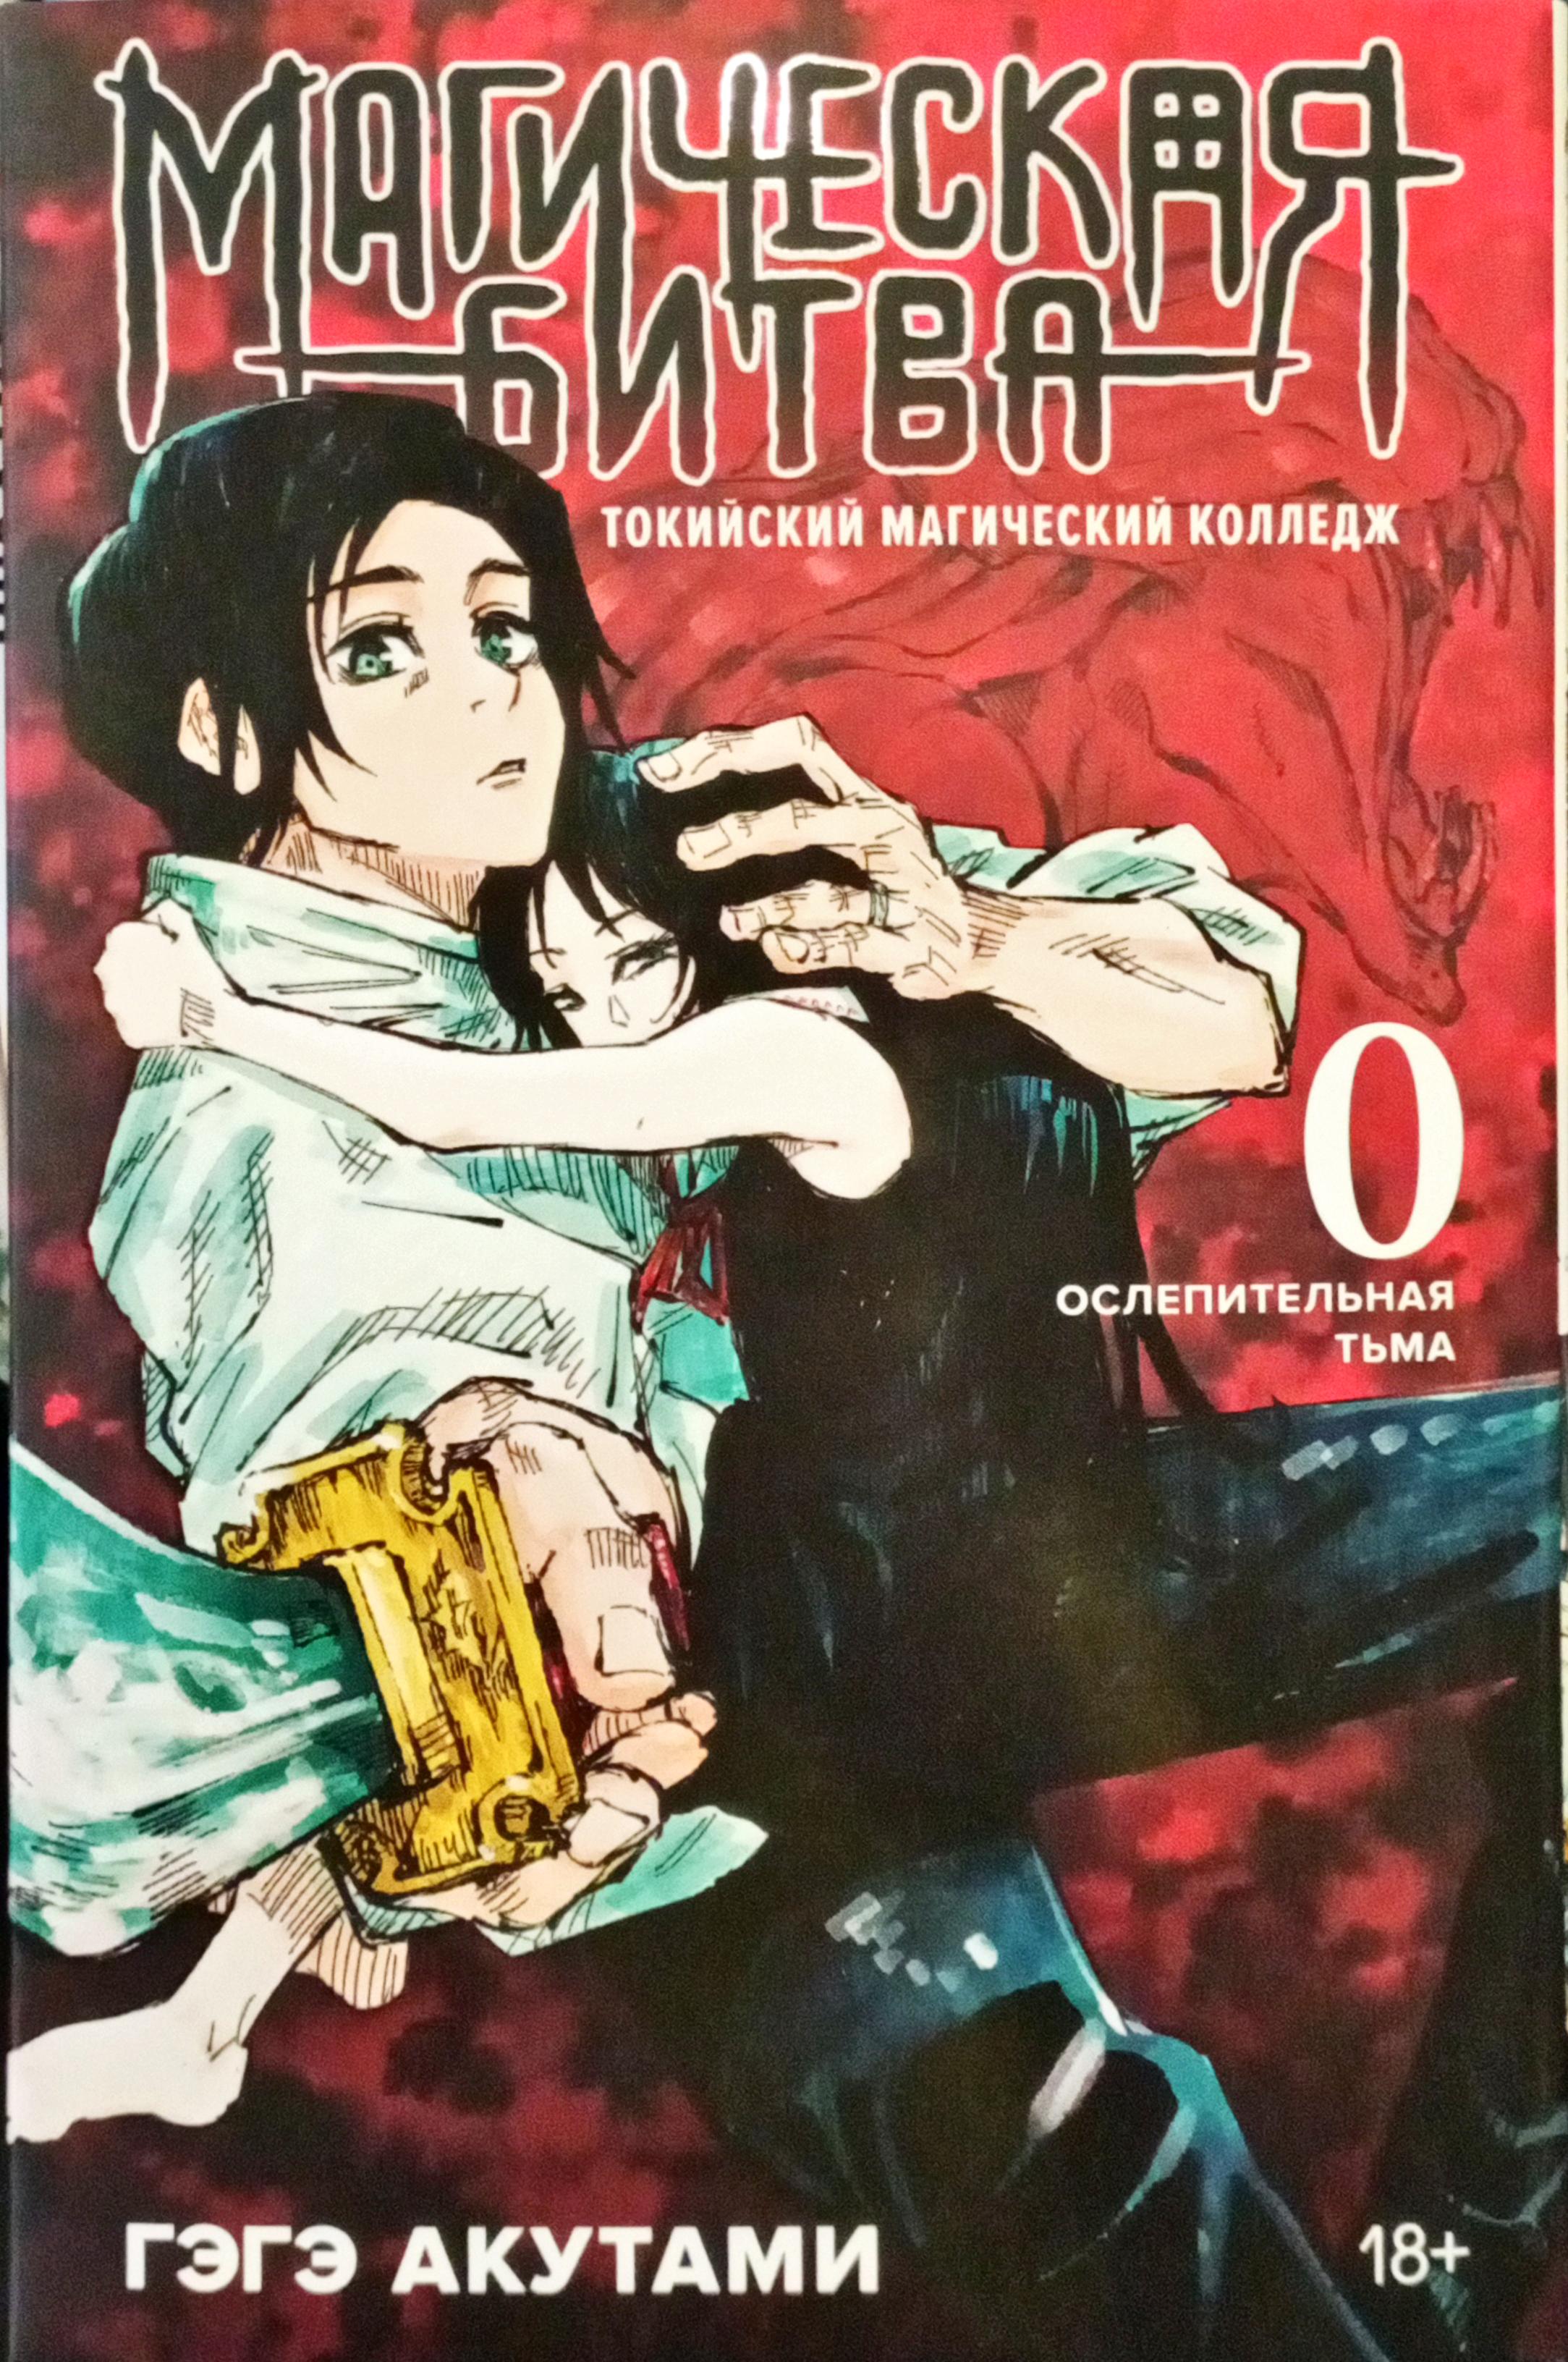 МАГИЧЕСКАЯ
БИТВА
ТОКИЙСКИЙ МАГИЧЕСКИЙ КОЛЛЕДЖ
0
ОСЛЕПИТЕЛЬНАЯ
ТЬМА
ГЭГЭ АКУТАМИ
18+